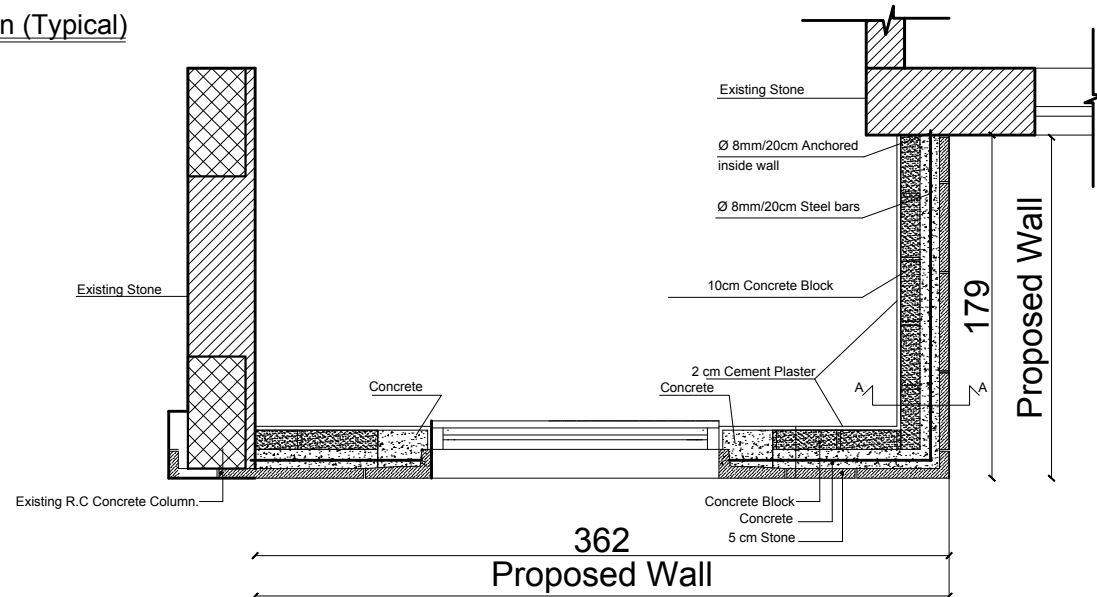 n (Typical)
Existing Stone
Ø 8mm/20cm Anchored
inside wall
Ø 8mm/20cm Steel bars
Existing Stone
10cm Concrete Block
179
Proposed Wall
2 cm Cement Plaster
Concrete
Concrete
A
A
Existing R.C Concrete Column.
Concrete Block
Concrete
5 cm Stone
362
Proposed Wall